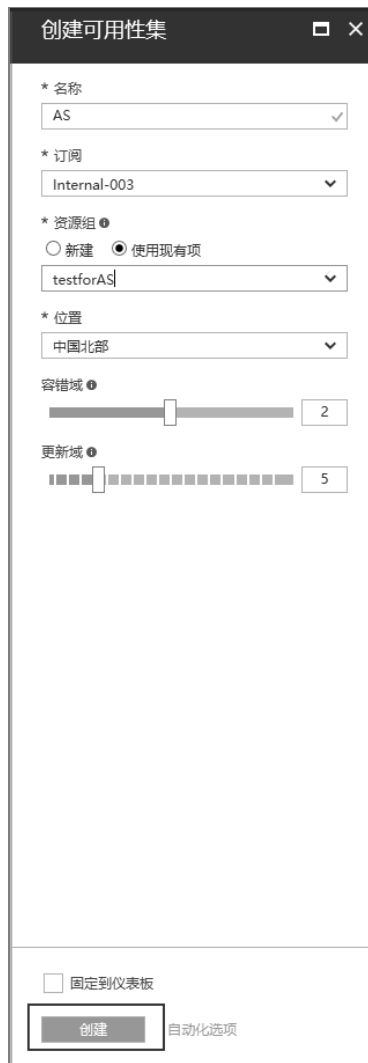 创建可用性集
* 名称
AS
* 订阅
Internal-003
* 资源组
新建 使用现有项
testforAS
* 位置
中国北部
容错域
2
更新域
5
固定到仪表板
创建 自动化选项